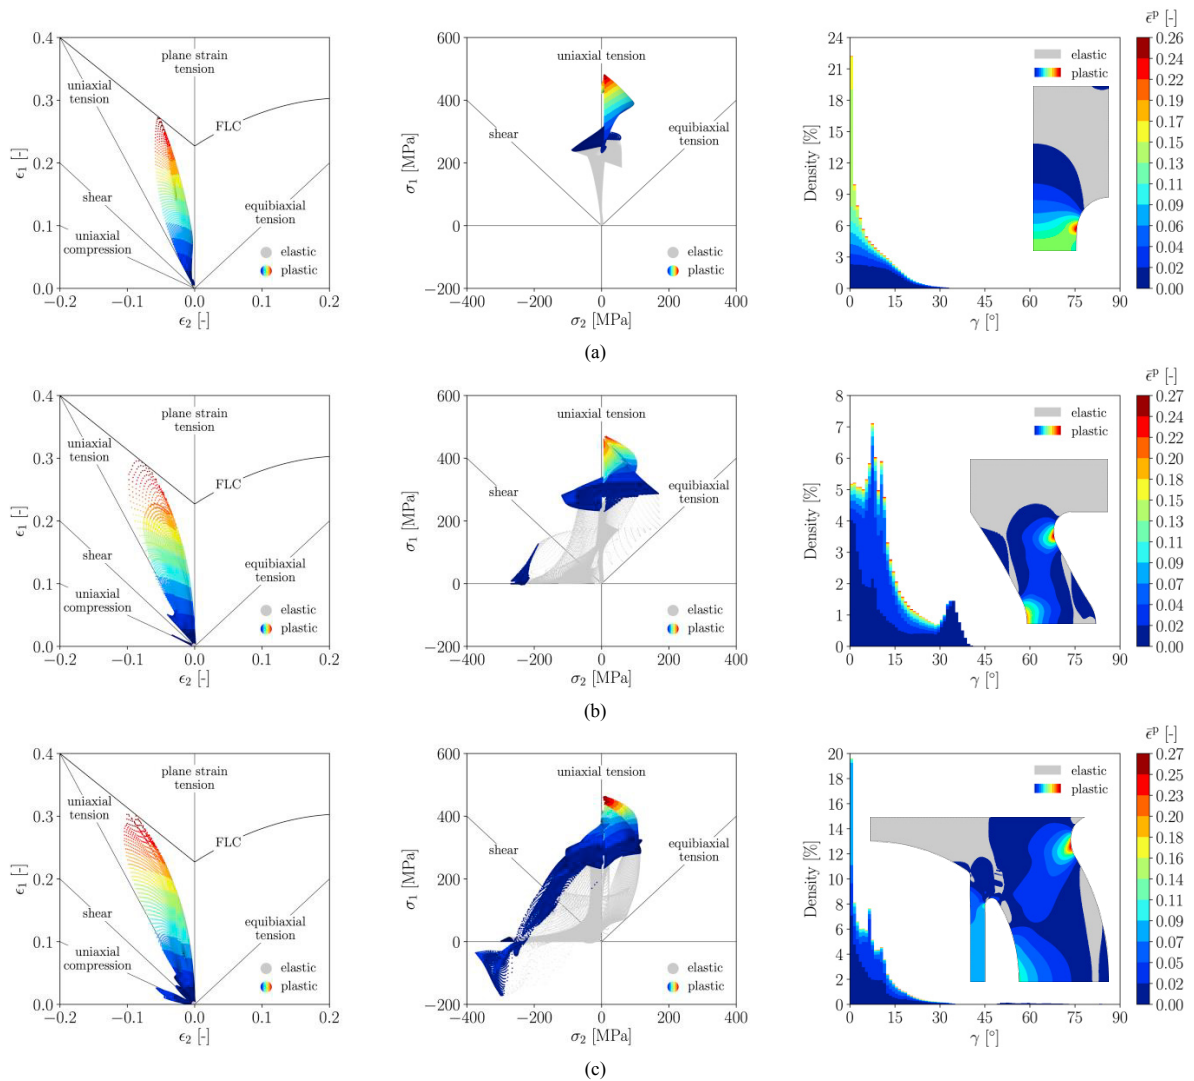 0.4
0.3
0.2
0.1
0.0
ϵ₁ [-]
−0.2
−0.1
0.0
0.1
0.2
ϵ₂ [-]
plane strain
tension
uniaxial
tension
FLC
shear
equibiaxial
tension
uniaxial
compression
elastic
plastic
600
400
200
0
−200
σ₁ [MPa]
−400
−200
0
200
400
σ₂ [MPa]
uniaxial tension
shear
equibiaxial
tension
elastic
plastic
24
21
18
15
12
9
6
3
0
Density [%]
0
15
30
45
60
75
90
γ [°]
elastic
plastic
ε̄ᵖ [-]
0.26
0.24
0.22
0.19
0.17
0.15
0.13
0.11
0.09
0.06
0.04
0.02
0.00
(a)
0.4
0.3
0.2
0.1
0.0
ϵ₁ [-]
−0.2
−0.1
0.0
0.1
0.2
ϵ₂ [-]
plane strain
tension
uniaxial
tension
FLC
shear
equibiaxial
tension
uniaxial
compression
elastic
plastic
600
400
200
0
−200
σ₁ [MPa]
−400
−200
0
200
400
σ₂ [MPa]
uniaxial tension
shear
equibiaxial
tension
elastic
plastic
8
7
6
5
4
3
2
1
0
Density [%]
0
15
30
45
60
75
90
γ [°]
elastic
plastic
ε̄ᵖ [-]
0.27
0.24
0.22
0.20
0.18
0.15
0.13
0.11
0.09
0.07
0.04
0.02
0.00
(b)
0.4
0.3
0.2
0.1
0.0
ϵ₁ [-]
−0.2
−0.1
0.0
0.1
0.2
ϵ₂ [-]
plane strain
tension
uniaxial
tension
FLC
shear
equibiaxial
tension
uniaxial
compression
elastic
plastic
600
400
200
0
−200
σ₁ [MPa]
−400
−200
0
200
400
σ₂ [MPa]
uniaxial tension
shear
equibiaxial
tension
elastic
plastic
20
18
16
14
12
10
8
6
4
2
0
Density [%]
0
15
30
45
60
75
90
γ [°]
elastic
plastic
ε̄ᵖ [-]
0.27
0.25
0.23
0.20
0.18
0.16
0.14
0.11
0.09
0.07
0.05
0.02
0.00
(c)